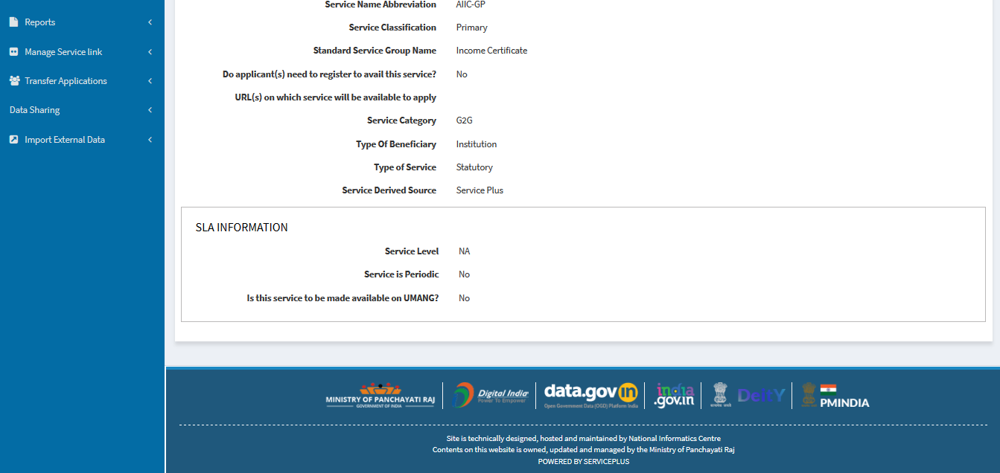 Service Name Abbreviation AIIC-GP
Reports
Service Classification Primary
Manage Service link
Standard Service Group Name Income Certificate
Transfer Applications
Do applicant(s) need to register to avail this service? No
URL(s) on which service will be available to apply
Data Sharing
Service Category G2G
Import External Data
Type Of Beneficiary Institution
Type of Service Statutory
Service Derived Source Service Plus
SLA INFORMATION
Service Level NA
Service is Periodic No
Is this service to be made available on UMANG? No
MINISTRY OF PANCHAYATI RAJ
GOVERNMENT OF INDIA
Digital India
Power To Empower
data.gov in
Open Government Data (OGD) Platform India
india
.gov.in
PMINDIA
Site is technically designed, hosted and maintained by National Informatics Centre
Contents on this website is owned, updated and managed by the Ministry of Panchayati Raj
POWERED BY SERVICEPLUS